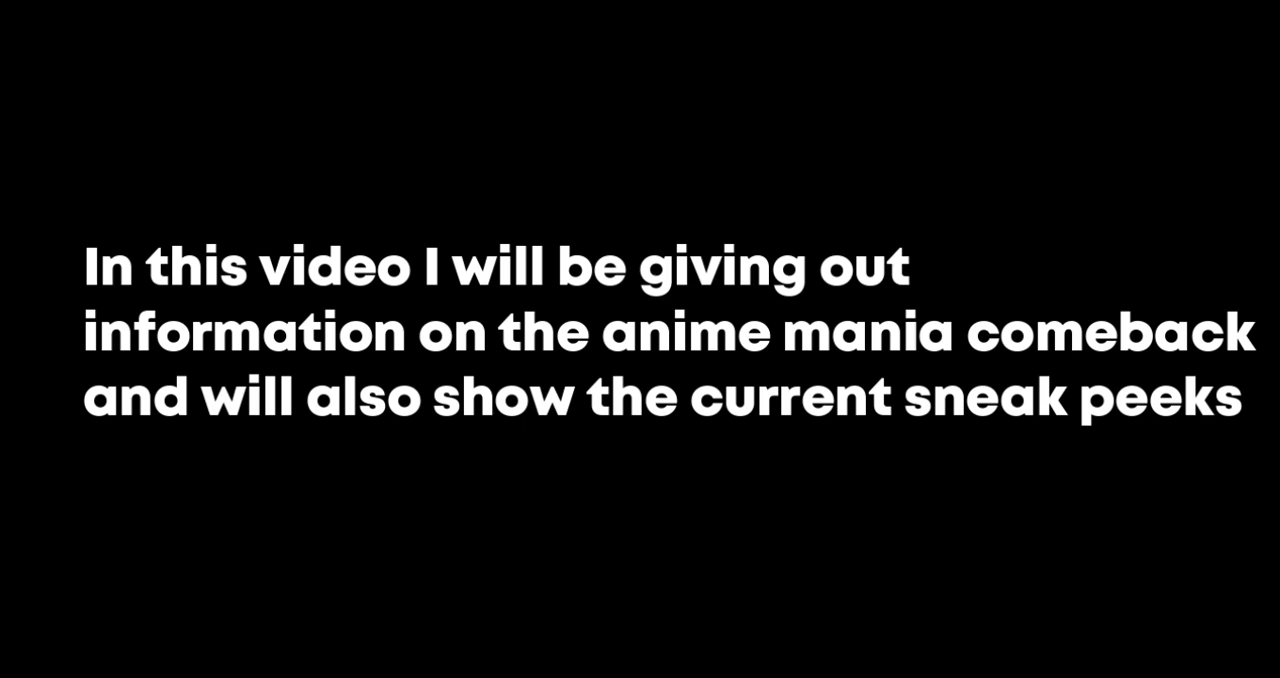 In this video I will be giving out
information on the anime mania comeback
and will also show the current sneak peeks